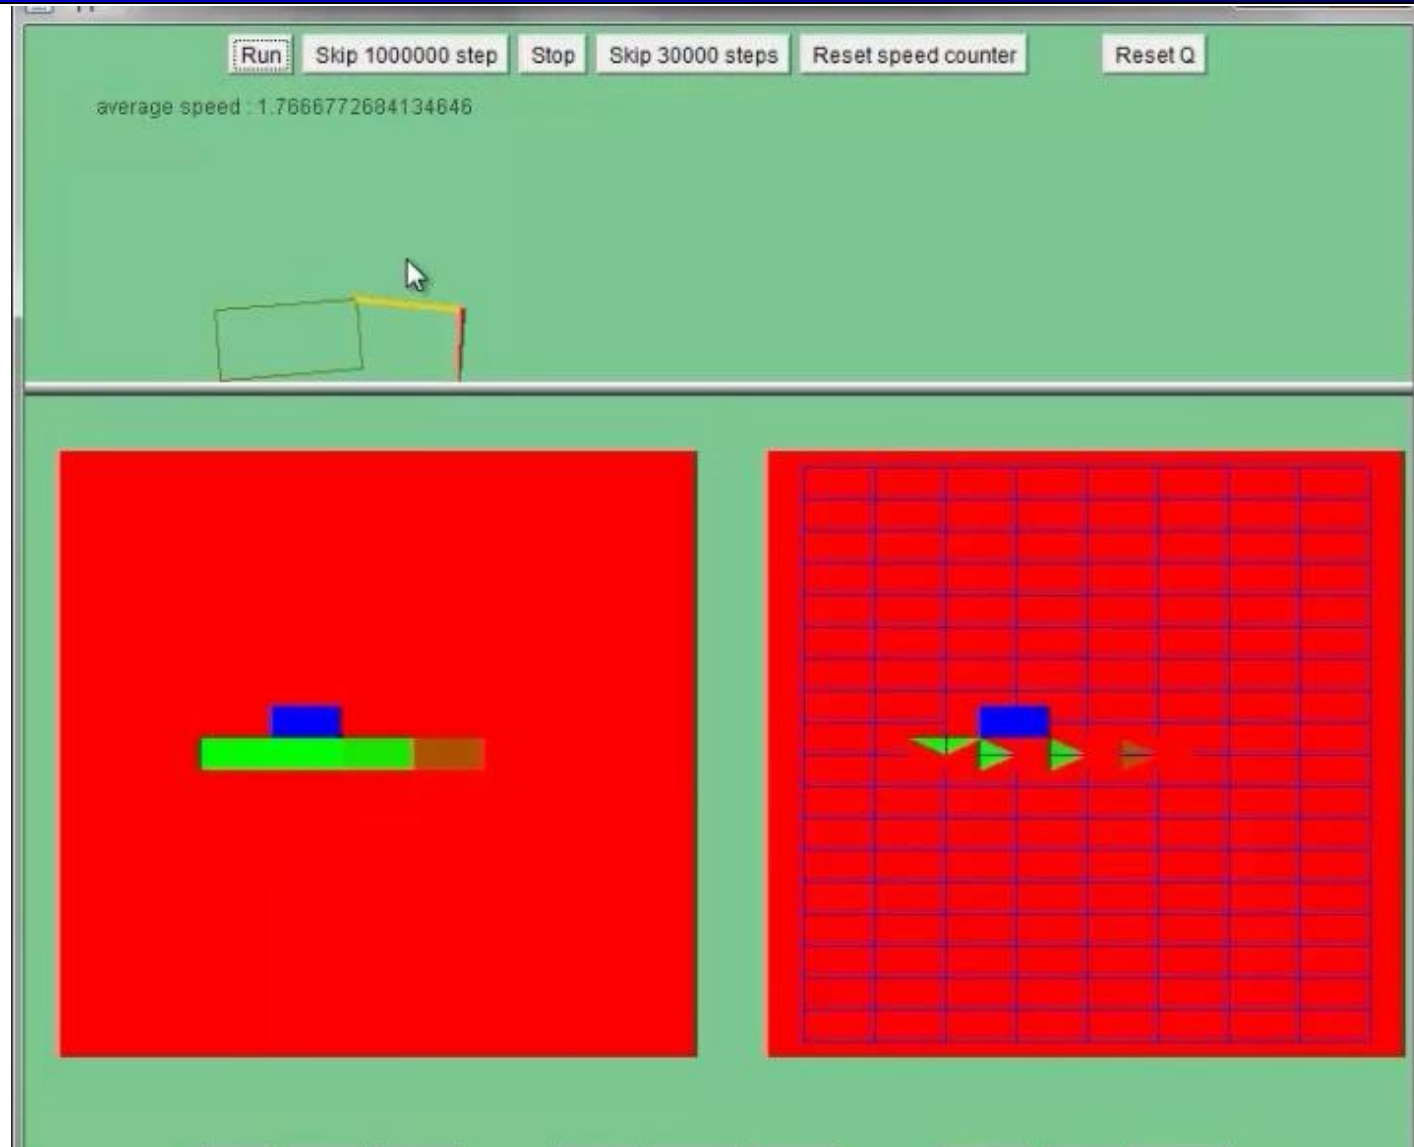 Run Skip 1000000 step Stop Skip 30000 steps Reset speed counter Reset Q
average speed : 1.7666772684134646